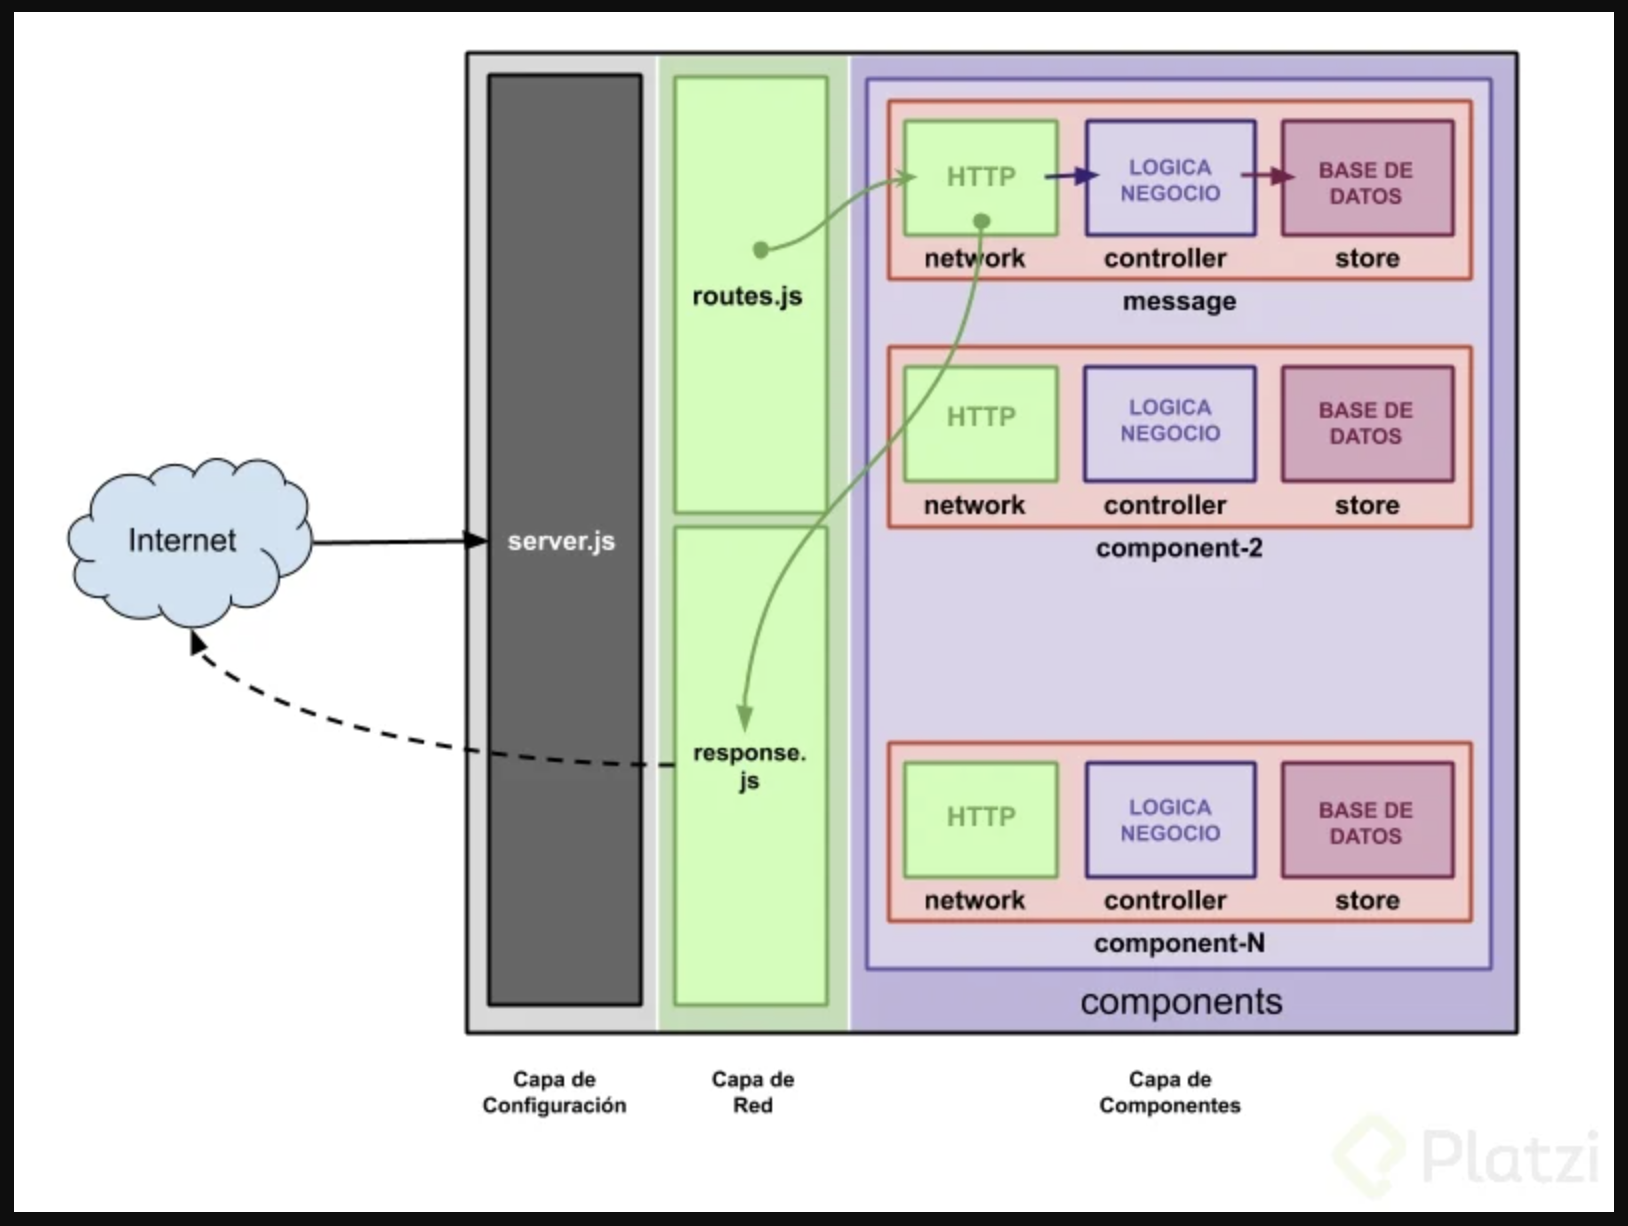 HTTP
LOGICA
NEGOCIO
BASE DE
DATOS
network
controller
store
message
routes.js
HTTP
LOGICA
NEGOCIO
BASE DE
DATOS
network
controller
store
component-2
Internet
server.js
response.
js
HTTP
LOGICA
NEGOCIO
BASE DE
DATOS
network
controller
store
component-N
components
Capa de
Configuración
Capa de
Red
Capa de
Componentes
Platzi